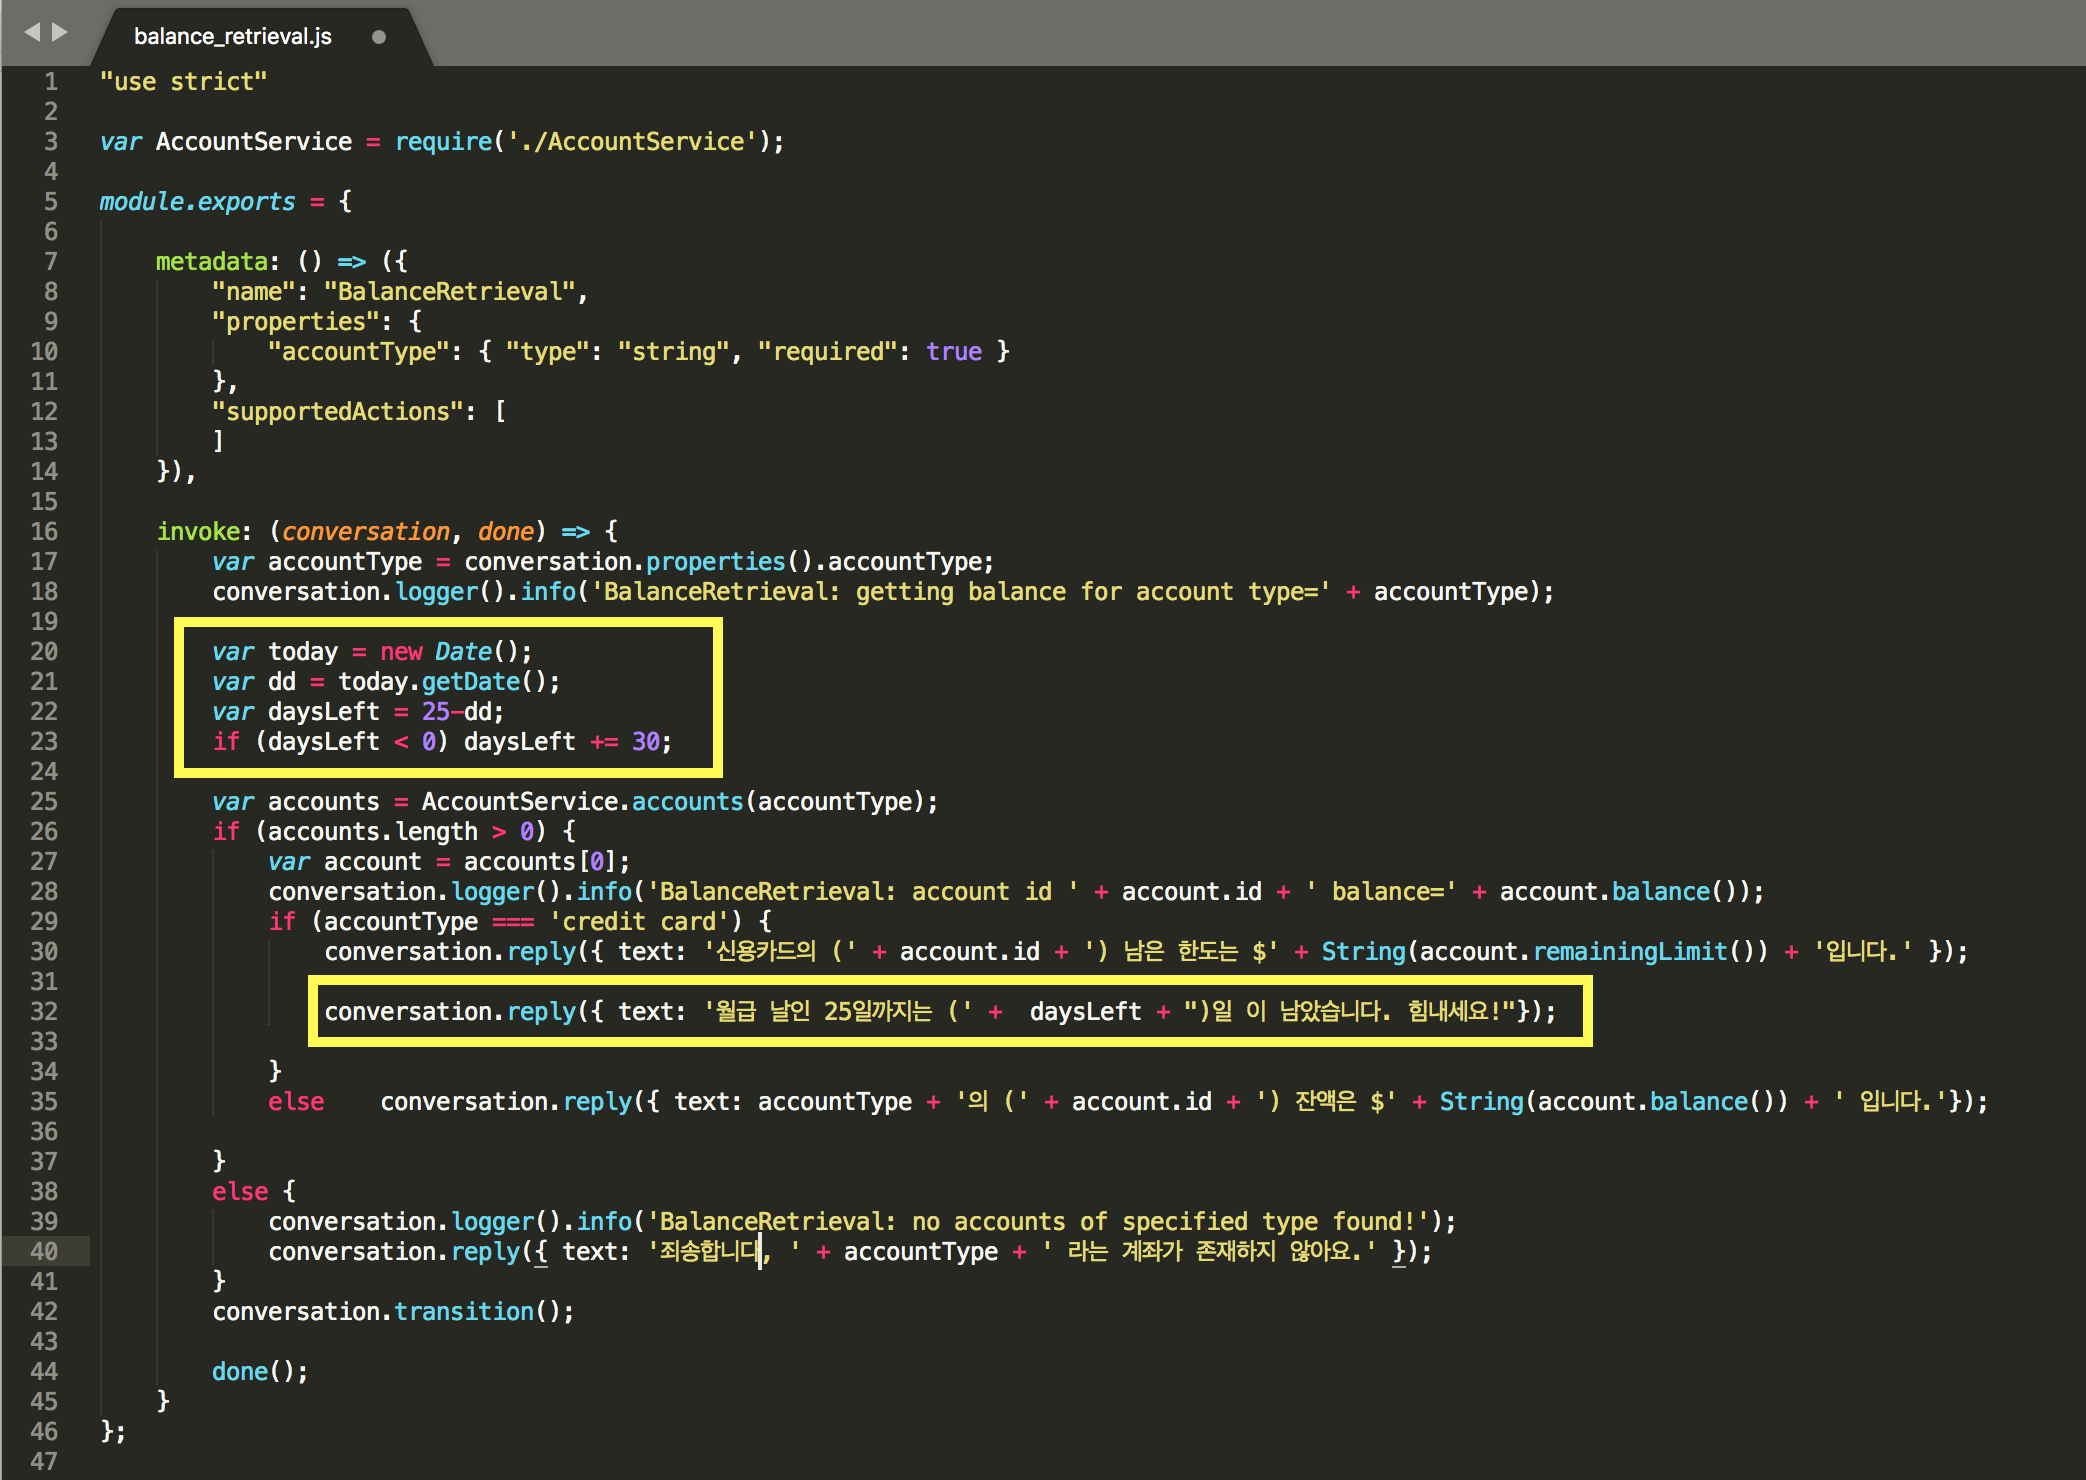 balance_retrieval.js
1 "use strict"
2
3 var AccountService = require('./AccountService');
4
5 module.exports = {
6
7 metadata: () => ({
8 "name": "BalanceRetrieval",
9 "properties": {
10 "accountType": { "type": "string", "required": true }
11 },
12 "supportedActions": [
13 ]
14 }),
15
16 invoke: (conversation, done) => {
17 var accountType = conversation.properties().accountType;
18 conversation.logger().info('BalanceRetrieval: getting balance for account type=' + accountType);
19
20 var today = new Date();
21 var dd = today.getDate();
22 var daysLeft = 25-dd;
23 if (daysLeft < 0) daysLeft += 30;
24
25 var accounts = AccountService.accounts(accountType);
26 if (accounts.length > 0) {
27 var account = accounts[0];
28 conversation.logger().info('BalanceRetrieval: account id ' + account.id + ' balance=' + account.balance());
29 if (accountType === 'credit card') {
30 conversation.reply({ text: '신용카드의 (' + account.id + ') 남은 한도는 $' + String(account.remainingLimit()) + '입니다.' });
31
32 conversation.reply({ text: '월급 날인 25일까지는 (' + daysLeft + ")일 이 남았습니다. 힘내세요!"});
33
34 }
35 else conversation.reply({ text: accountType + '의 (' + account.id + ') 잔액은 $' + String(account.balance()) + ' 입니다.'});
36
37 }
38 else {
39 conversation.logger().info('BalanceRetrieval: no accounts of specified type found!');
40 conversation.reply({ text: '죄송합니다, ' + accountType + ' 라는 계좌가 존재하지 않아요.' });
41 }
42 conversation.transition();
43
44 done();
45 }
46 };
47